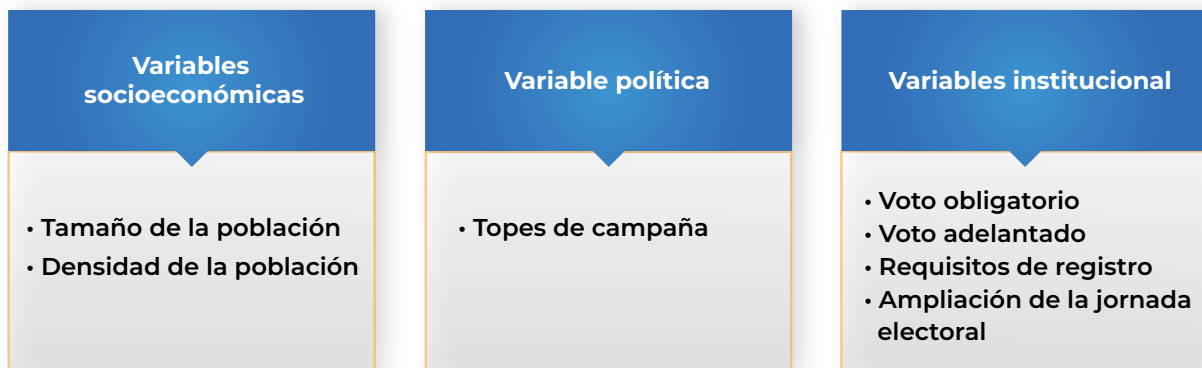 Variables
socioeconómicas
• Tamaño de la población
• Densidad de la población
Variable política
• Topes de campaña
Variables institucional
• Voto obligatorio
• Voto adelantado
• Requisitos de registro
• Ampliación de la jornada
electoral